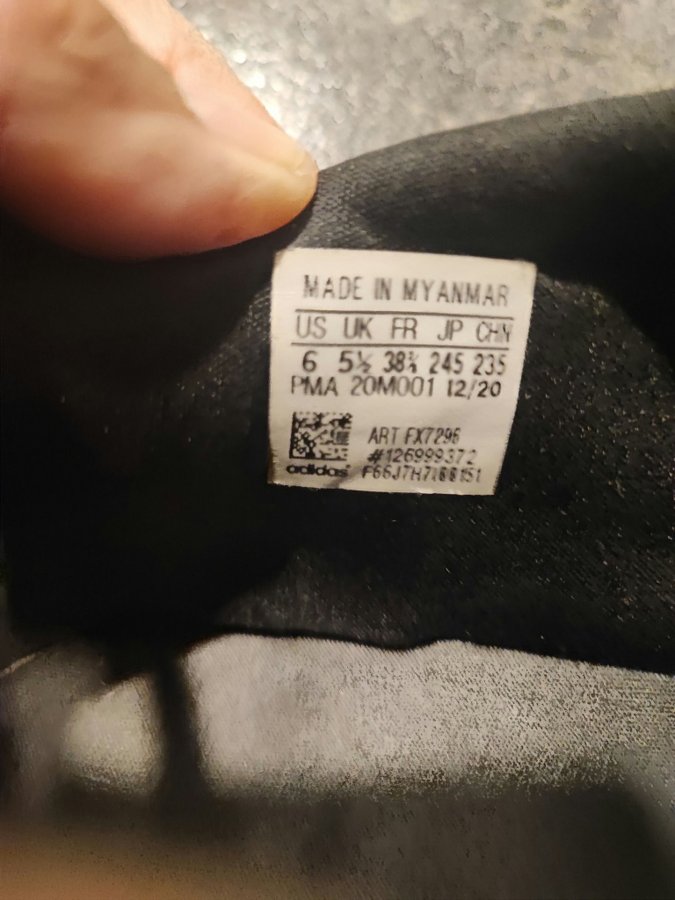 MADE IN MYANMAR
US UK FR JP CHN
6 5½ 38⅔ 245 235
PMA 20M001 12/20
ART FX7296
#126999372
adidas